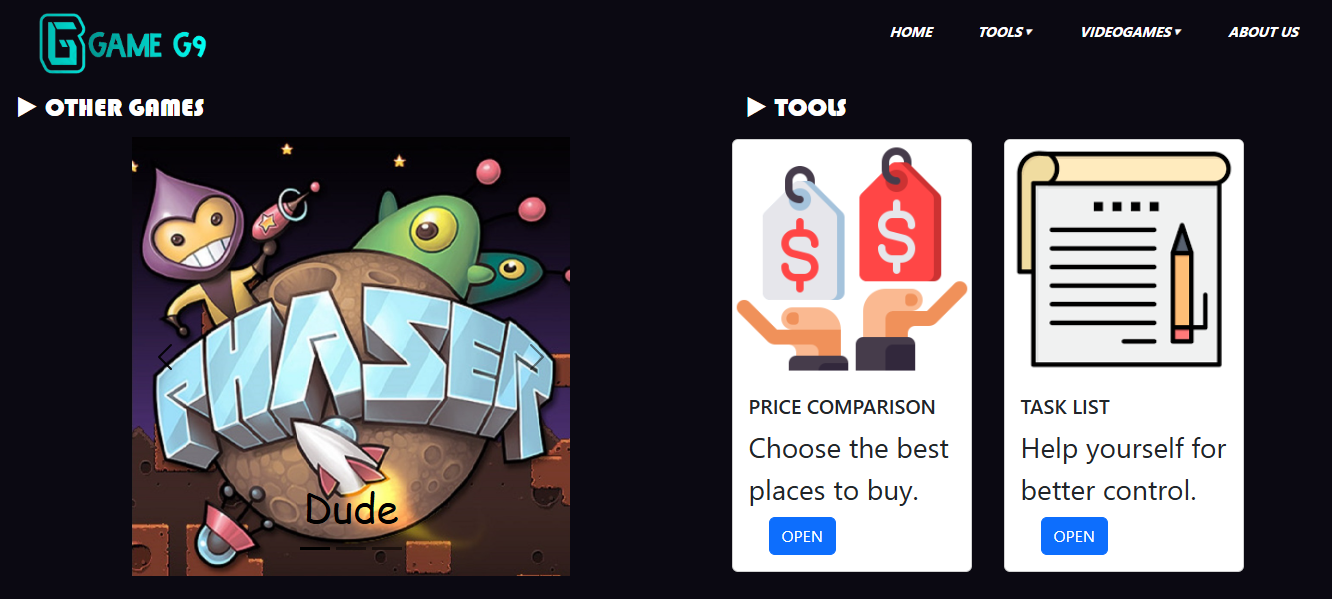 GAME G9
HOME
TOOLS▼
VIDEOGAMES▼
ABOUT US
▶ OTHER GAMES
▶ TOOLS
PHASER
Dude
$ $
PRICE COMPARISON
Choose the best
places to buy.
OPEN
TASK LIST
Help yourself for
better control.
OPEN